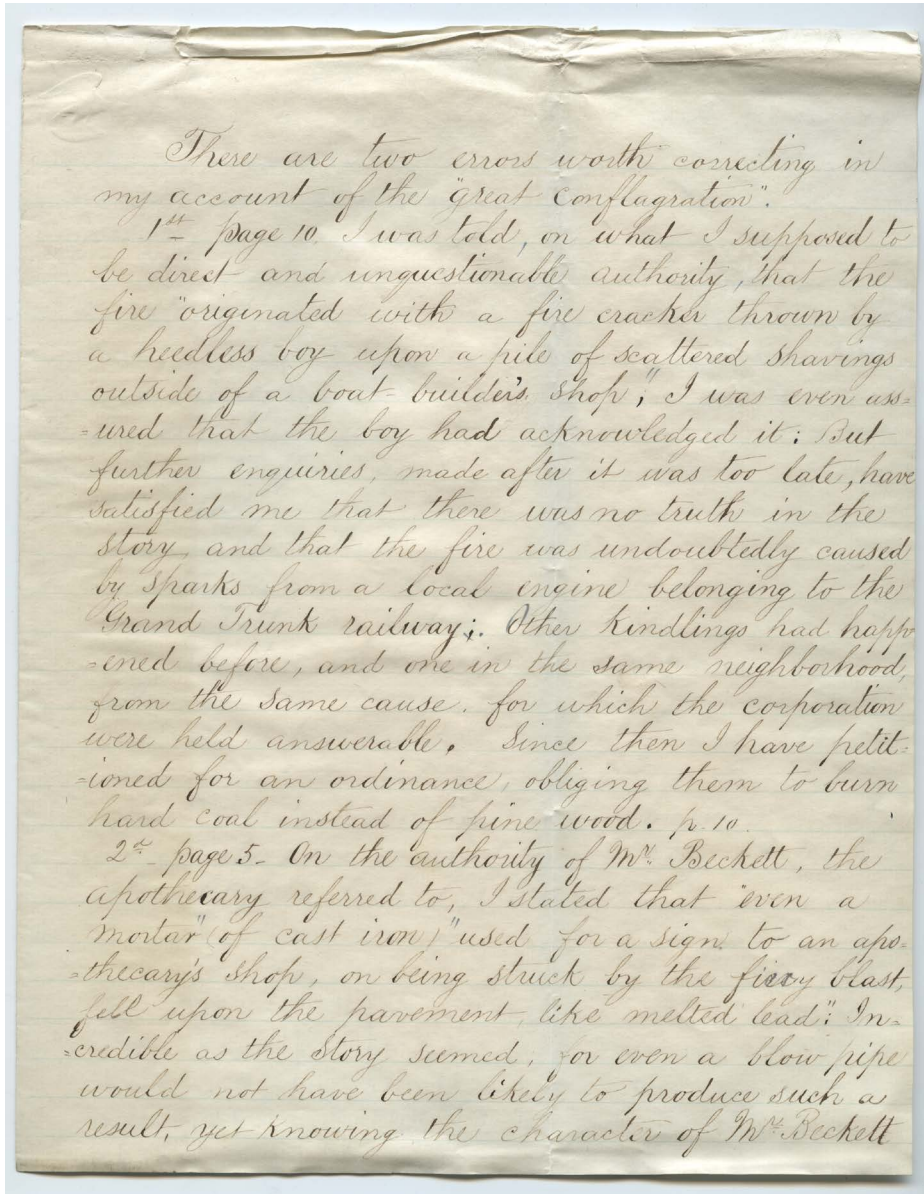 There are two errors worth correcting in
my account of the "great conflagration".
1st page 10. I was told, on what I supposed to
be direct and unquestionable authority, that the
fire "originated with a fire cracker thrown by
a heedless boy upon a pile of scattered shavings
outside of a boat-builder's shop"; I was even ass=
=ured that the boy had acknowledged it: But
further enquiries, made after it was too late, have
satisfied me that there was no truth in the
story, and that the fire was undoubtedly caused
by sparks from a local engine belonging to the
Grand Trunk railway;. Other kindlings had happ
=ened before, and one in the same neighborhood,
from the same cause. for which the corporation
were held answerable. Since then I have petit=
=ioned for an ordinance, obliging them to burn
hard coal instead of pine wood. p. 10.
2d page 5- On the authority of Mr. Beckett, the
apothecary referred to, I stated that "even a
mortar" (of cast iron) "used for a sign to an apo=
=thecary's shop, on being struck by the fiery blast,
fell upon the pavement, like melted lead": In=
=credible as the story seemed, for even a blow pipe
would not have been likely to produce such a
result, yet knowing the character of Mr. Beckett